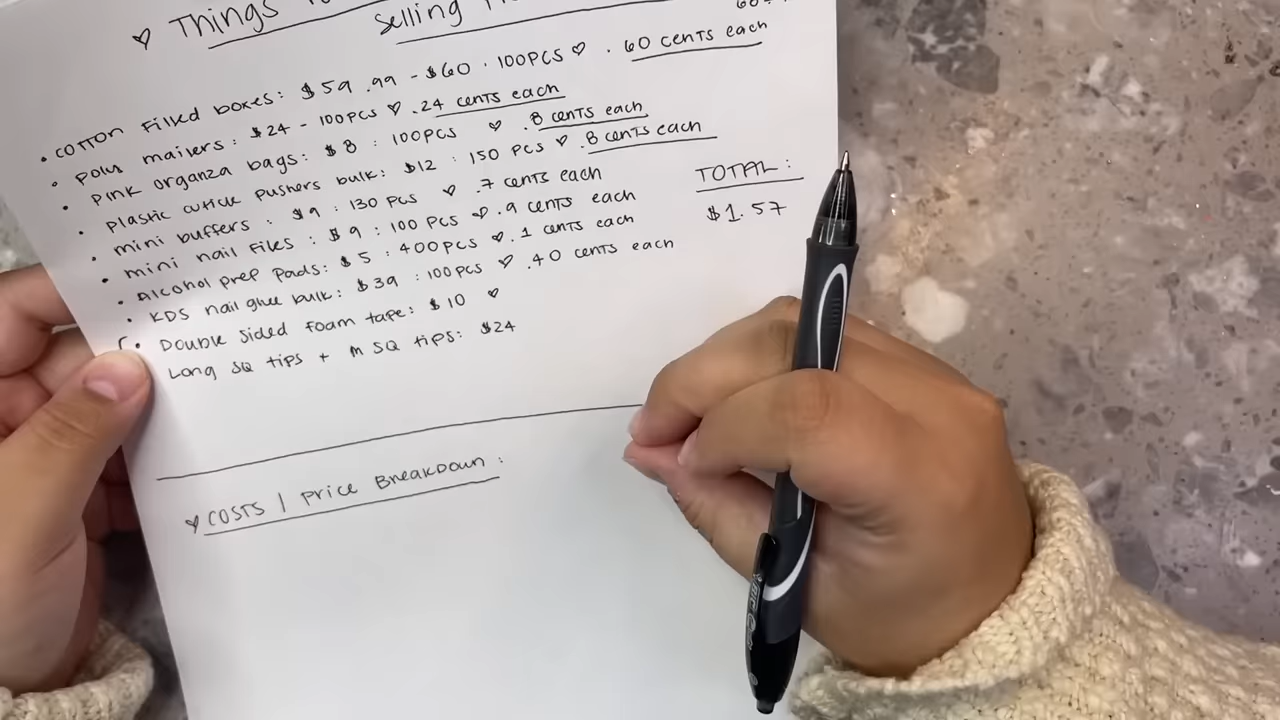 ♡ Things
Selling
• COTTON Filled boxes: $59.99 - $60 • 100PCS ♡ . 60 cents each
• Poly mailers: $24 - 100PCS ♡ .24 cents each
• PINK organza bags: $8 : 100PCS ♡ .8 cents each
• Plastic cuticle pushers bulk: $12 : 150 PCS ♡ .8 cents each
• mini buffers : $9 : 130 PCS ♡ .7 cents each
• mini nail files : $9 : 100 PCS ♡ .9 cents each
• Alcohol prep Pads: $5 : 400PCS ♡ .1 cents each
• KDS nail glue bulk: $39 : 100PCS ♡ .40 cents each
• Double sided foam tape: $10 ♡
Long SQ tips + m SQ tips: $24
TOTAL:
$1.57
♡ COSTS | Price Breakdown :